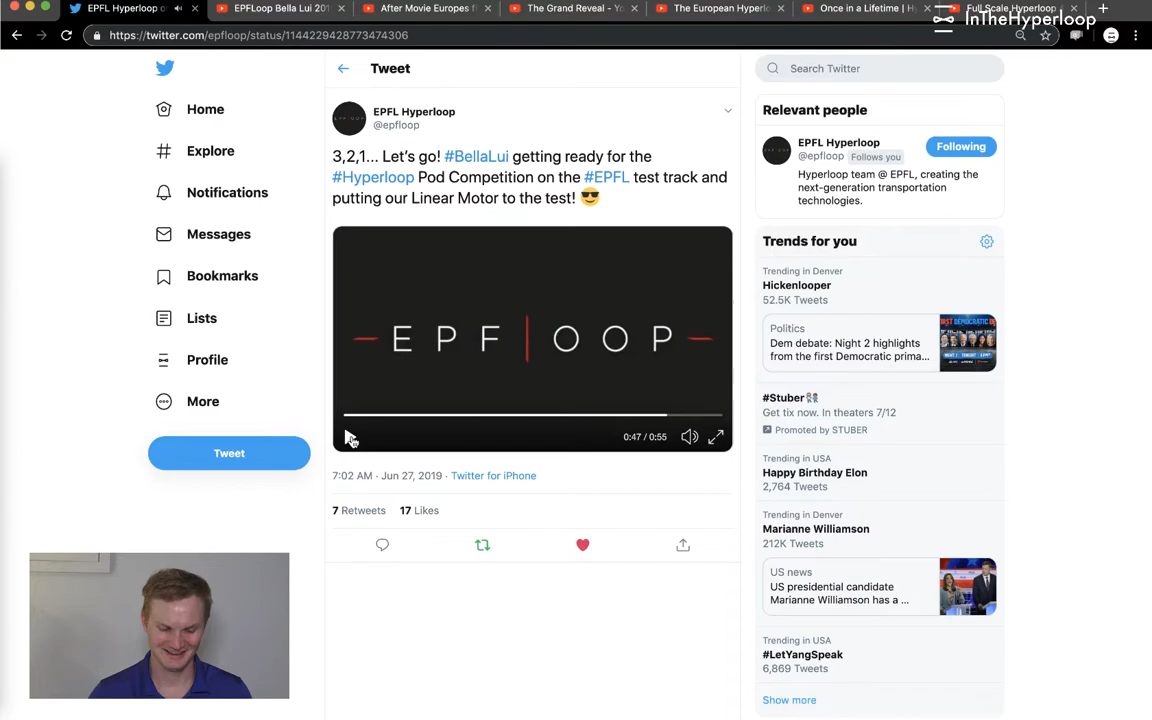 EPFL Hyperloop o
EPFLoop Bella Lui 201
After Movie Europes f
The Grand Reveal - Yo
The European Hyperlo
Once in a Lifetime | H
Full Scale Hyperloop
InTheHyperloop
https://twitter.com/epfloop/status/1144229428773474306
Home
Explore
Notifications
Messages
Bookmarks
Lists
Profile
More
Tweet
Tweet
EPFL Hyperloop
@epfloop
3,2,1... Let's go! #BellaLui getting ready for the
#Hyperloop Pod Competition on the #EPFL test track and
putting our Linear Motor to the test! 😎
EPF|OOP
0:47 / 0:55
7:02 AM · Jun 27, 2019 · Twitter for iPhone
7 Retweets 17 Likes
Search Twitter
Relevant people
EPFL Hyperloop
@epfloop Follows you
Following
Hyperloop team @ EPFL, creating the
next-generation transportation
technologies.
Trends for you
Trending in Denver
Hickenlooper
52.5K Tweets
Politics
Dem debate: Night 2 highlights
from the first Democratic prima...
#Stuber
Get tix now. In theaters 7/12
Promoted by STUBER
Trending in USA
Happy Birthday Elon
2,764 Tweets
Trending in Denver
Marianne Williamson
212K Tweets
US news
US presidential candidate
Marianne Williamson has a ...
Trending in USA
#LetYangSpeak
6,869 Tweets
Show more